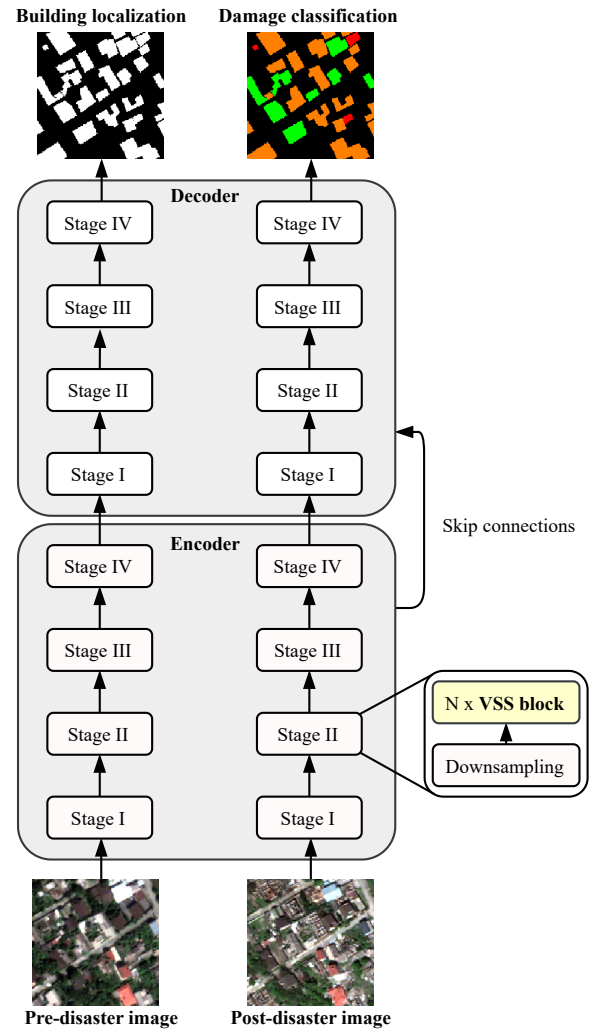 Building localization
Damage classification
Decoder
Stage IV
Stage IV
Stage III
Stage III
Stage II
Stage II
Stage I
Stage I
Skip connections
Encoder
Stage IV
Stage IV
Stage III
Stage III
N x VSS block
Stage II
Stage II
Downsampling
Stage I
Stage I
Pre-disaster image
Post-disaster image